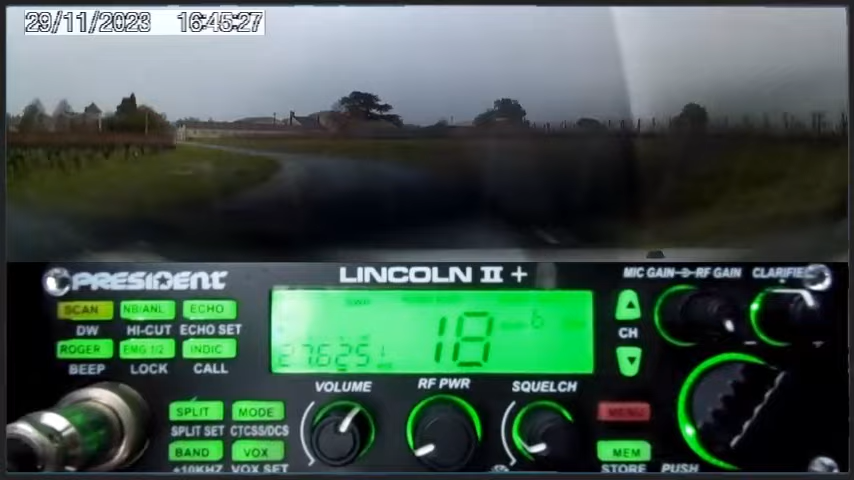 29/11/2023 16:45:27
PRESIDENT LINCOLN II + MIC GAIN RF GAIN CLARIFIE
SCAN NB/ANL ECHO
DW HI-CUT ECHO SET
ROGER EMG 1/2 INDIC
BEEP LOCK CALL
18
27.625
CH
VOLUME RF PWR SQUELCH
SPLIT MODE
SPLIT SET CTCSS/DCS
BAND VOX
±10KHZ VOX SET
MENU
MEM
STORE PUSH